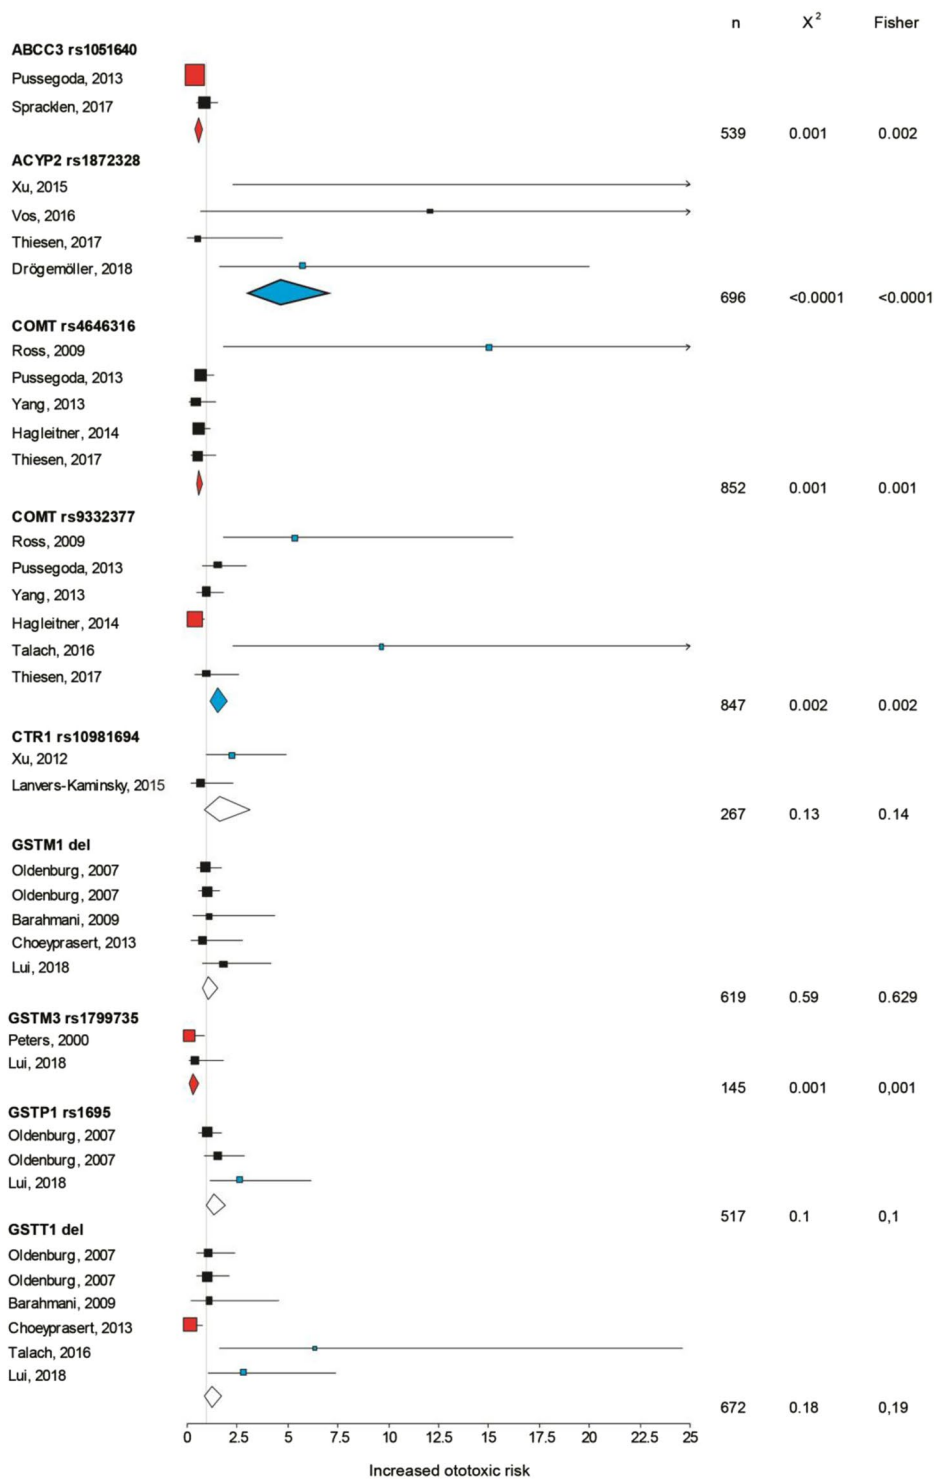 n X² Fisher
ABCC3 rs1051640
Pussegoda, 2013
Spracklen, 2017
539 0.001 0.002
ACYP2 rs1872328
Xu, 2015
Vos, 2016
Thiesen, 2017
Drögemöller, 2018
696 <0.0001 <0.0001
COMT rs4646316
Ross, 2009
Pussegoda, 2013
Yang, 2013
Hagleitner, 2014
Thiesen, 2017
852 0.001 0.001
COMT rs9332377
Ross, 2009
Pussegoda, 2013
Yang, 2013
Hagleitner, 2014
Talach, 2016
Thiesen, 2017
847 0.002 0.002
CTR1 rs10981694
Xu, 2012
Lanvers-Kaminsky, 2015
267 0.13 0.14
GSTM1 del
Oldenburg, 2007
Oldenburg, 2007
Barahmani, 2009
Choeyprasert, 2013
Lui, 2018
619 0.59 0.629
GSTM3 rs1799735
Peters, 2000
Lui, 2018
145 0.001 0,001
GSTP1 rs1695
Oldenburg, 2007
Oldenburg, 2007
Lui, 2018
517 0.1 0,1
GSTT1 del
Oldenburg, 2007
Oldenburg, 2007
Barahmani, 2009
Choeyprasert, 2013
Talach, 2016
Lui, 2018
672 0.18 0,19
0 2.5 5 7.5 10 12.5 15 17.5 20 22.5 25
Increased ototoxic risk